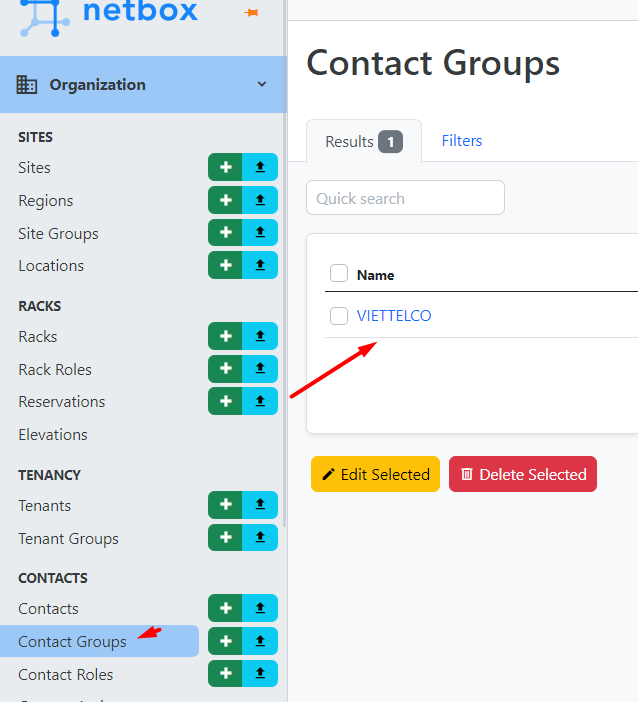 netbox
Organization
SITES
Sites
Regions
Site Groups
Locations
RACKS
Racks
Rack Roles
Reservations
Elevations
TENANCY
Tenants
Tenant Groups
CONTACTS
Contacts
Contact Groups
Contact Roles
Contact Groups
Results 1
Filters
Quick search
Name
VIETTELCO
Edit Selected
Delete Selected